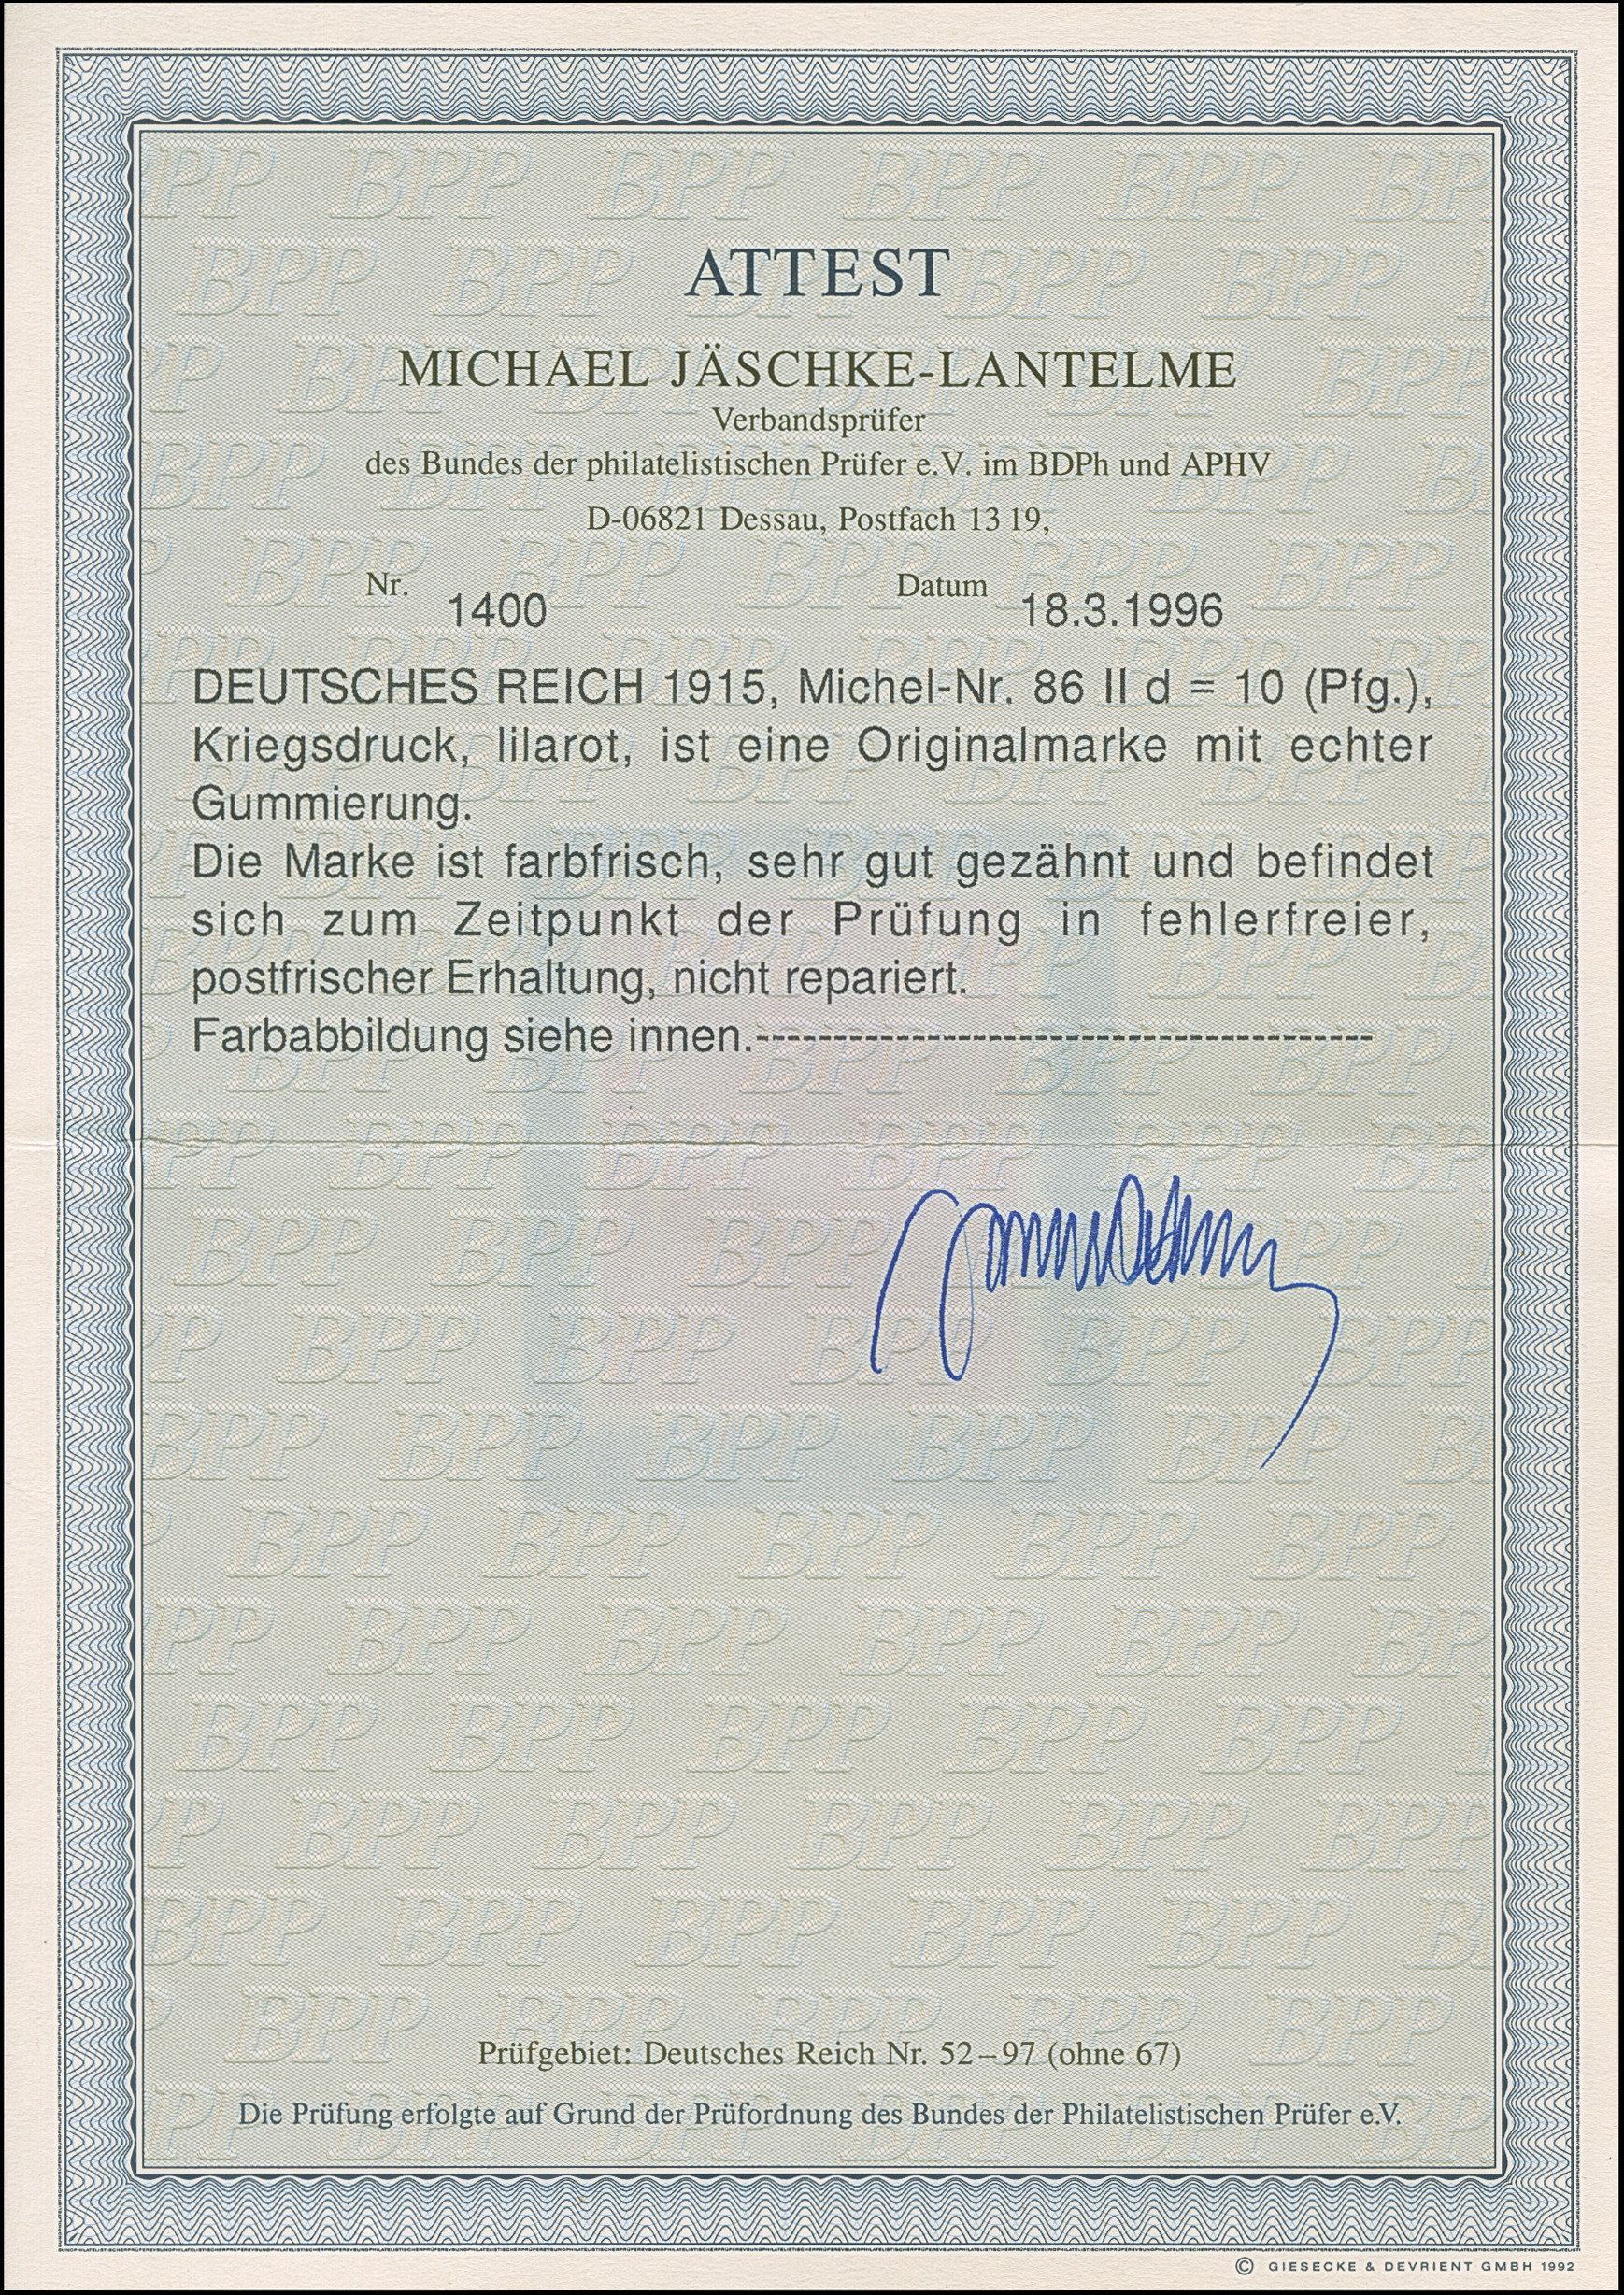 ATTEST
MICHAEL JÄSCHKE-LANTELME
Verbandsprüfer
des Bundes der philatelistischen Prüfer e.V. im BDPh und APHV
D-06821 Dessau, Postfach 13 19,
Nr. 1400 Datum 18.3.1996
DEUTSCHES REICH 1915, Michel-Nr. 86 II d = 10 (Pfg.),
Kriegsdruck, lilarot, ist eine Originalmarke mit echter
Gummierung.
Die Marke ist farbfrisch, sehr gut gezähnt und befindet
sich zum Zeitpunkt der Prüfung in fehlerfreier,
postfrischer Erhaltung, nicht repariert.
Farbabbildung siehe innen.----------------------------------------
Prüfgebiet: Deutsches Reich Nr. 52–97 (ohne 67)
Die Prüfung erfolgte auf Grund der Prüfordnung des Bundes der Philatelistischen Prüfer e.V.
© GIESECKE & DEVRIENT GMBH 1992